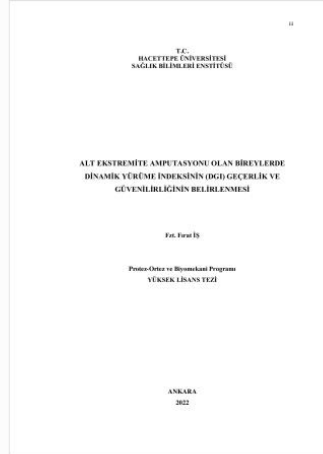 T.C.
HACETTEPE ÜNİVERSİTESİ
SAĞLIK BİLİMLERİ ENSTİTÜSÜ
ALT EKSTREMİTE AMPUTASYONU OLAN BİREYLERDE
DİNAMİK YÜRÜME İNDEKSİNİN (DGI) GEÇERLİK VE
GÜVENİLİRLİĞİNİN BELİRLENMESİ
Fzt. Fırat İŞ
Protez-Ortez ve Biyomekani Programı
YÜKSEK LİSANS TEZİ
ANKARA
2022